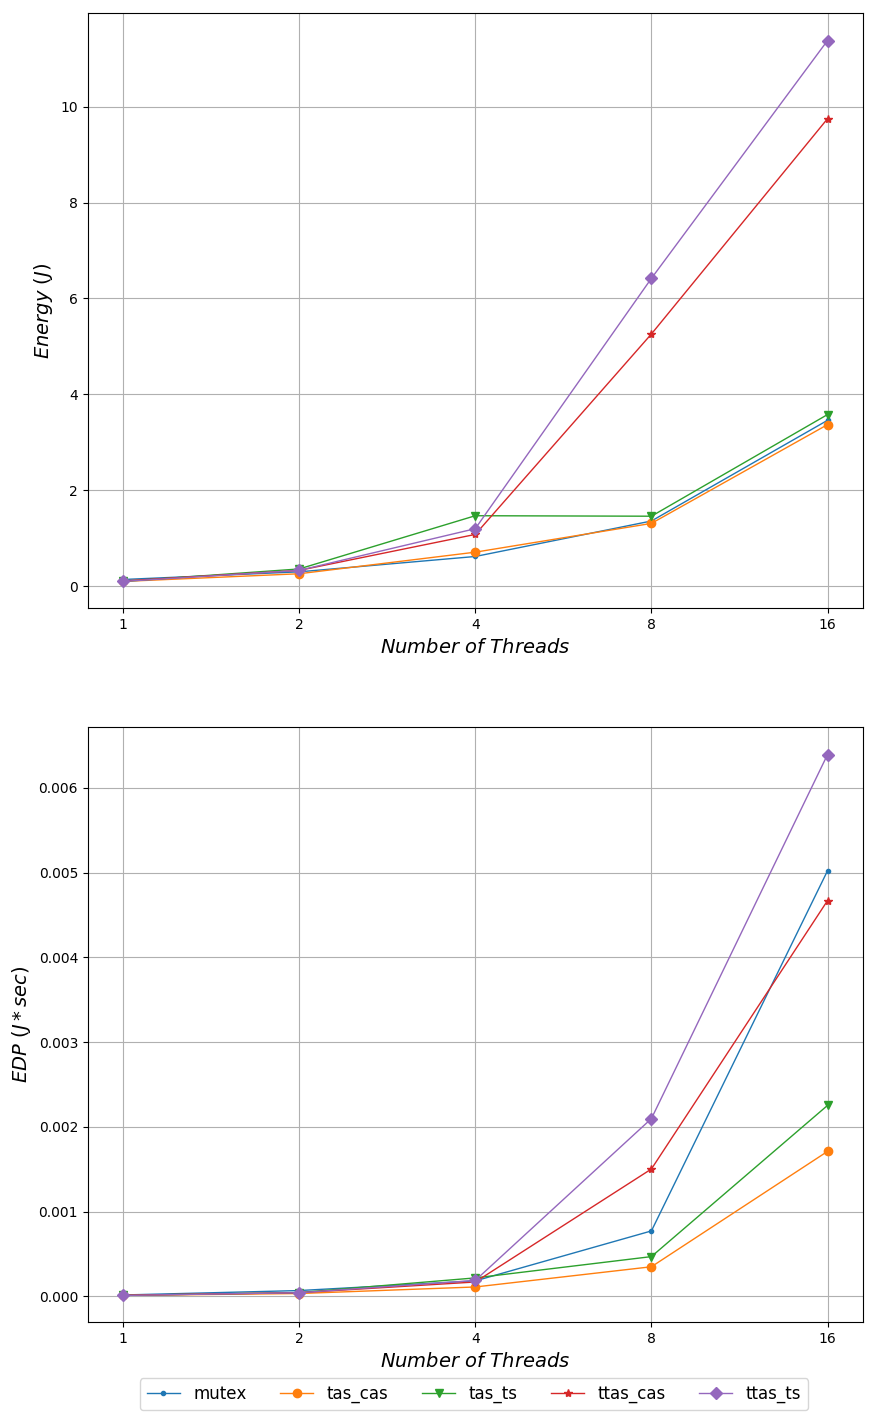 10
8
6
4
2
0
Energy (J)
1 2 4 8 16
Number of Threads
0.006
0.005
0.004
0.003
0.002
0.001
0.000
EDP (J * sec)
1 2 4 8 16
Number of Threads
mutex tas_cas tas_ts ttas_cas ttas_ts